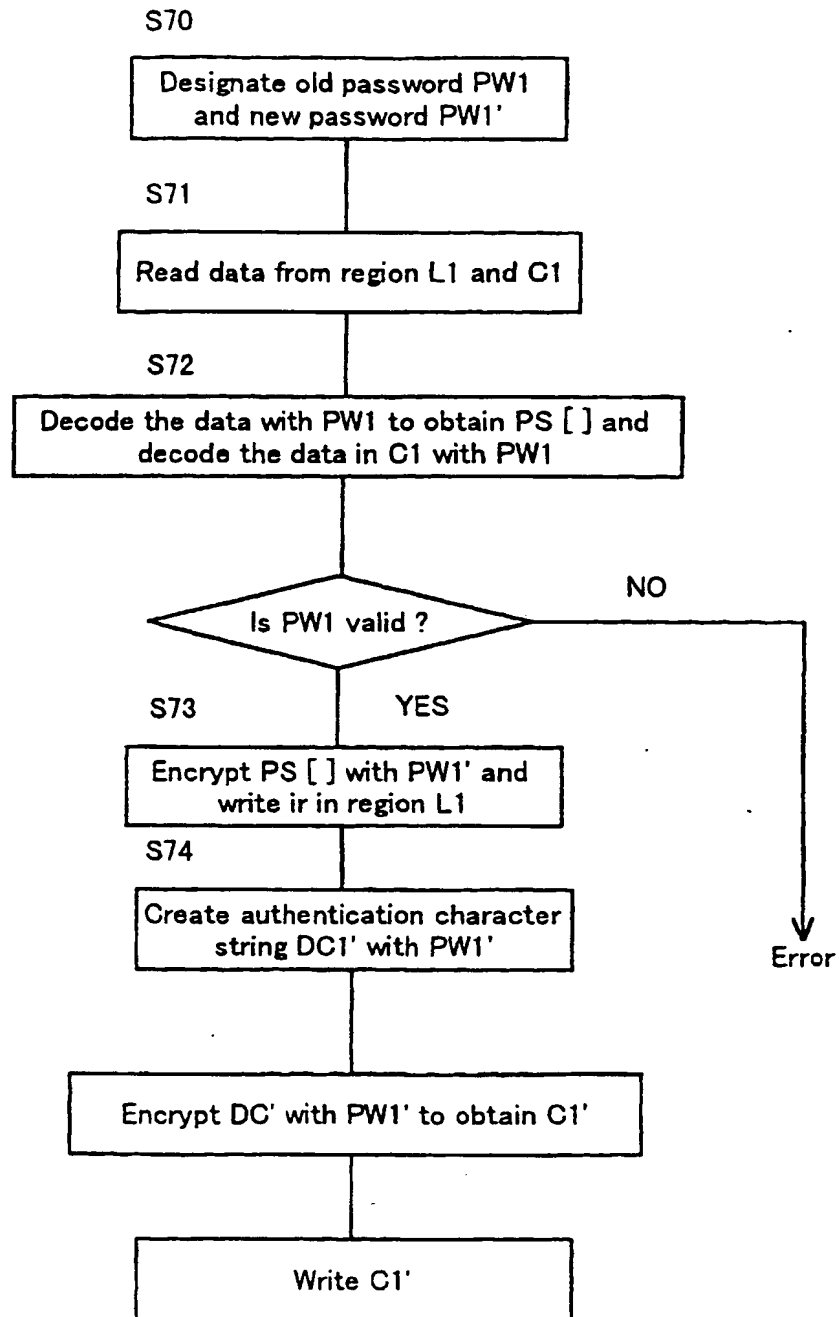 S70
Designate old password PW1
and new password PW1'
S71
Read data from region L1 and C1
S72
Decode the data with PW1 to obtain PS [ ] and
decode the data in C1 with PW1
Is PW1 valid ?
NO
S73
YES
Encrypt PS [ ] with PW1' and
write ir in region L1
S74
Create authentication character
string DC1' with PW1'
Error
Encrypt DC' with PW1' to obtain C1'
Write C1'